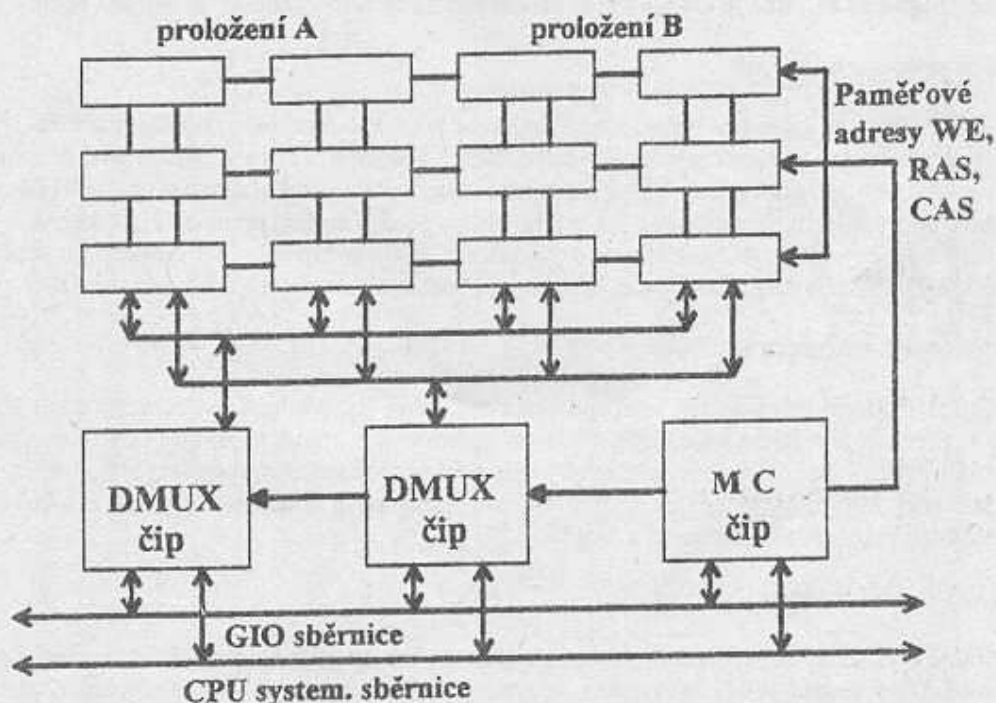 proložení A
proložení B
Paměťové
adresy WE,
RAS,
CAS
DMUX
čip
DMUX
čip
M C
čip
GIO sběrnice
CPU system. sběrnice